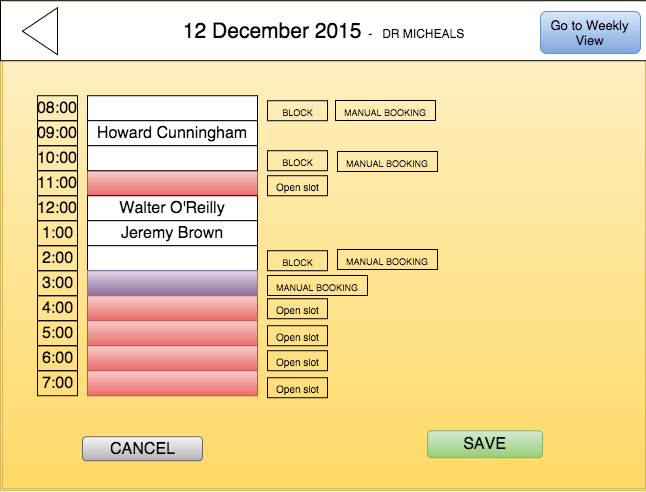 12 December 2015 - DR MICHEALS
Go to Weekly
View
08:00 BLOCK MANUAL BOOKING
09:00 Howard Cunningham
10:00 BLOCK MANUAL BOOKING
11:00 Open slot
12:00 Walter O'Reilly
1:00 Jeremy Brown
2:00 BLOCK MANUAL BOOKING
3:00 MANUAL BOOKING
4:00 Open slot
5:00 Open slot
6:00 Open slot
7:00 Open slot
CANCEL SAVE